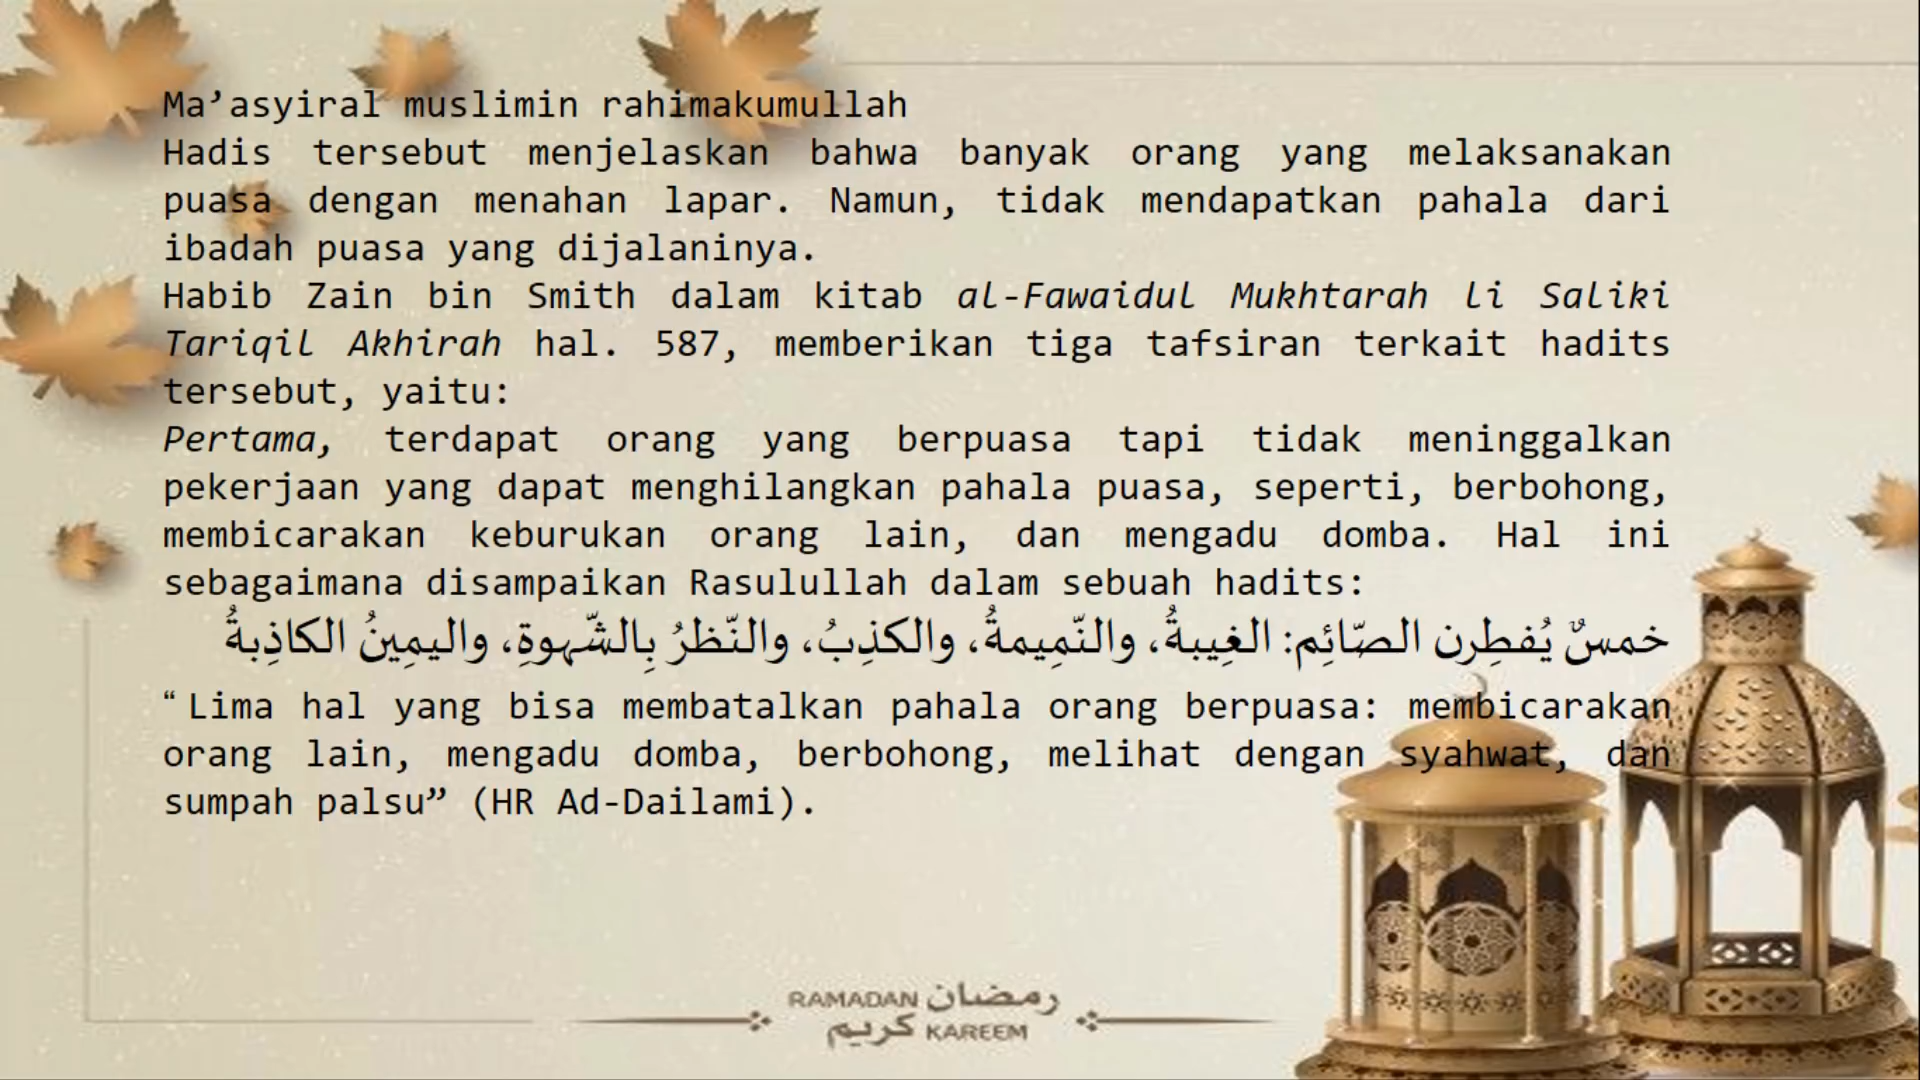 Ma’asyiral muslimin rahimakumullah
Hadis tersebut menjelaskan bahwa banyak orang yang melaksanakan
puasa dengan menahan lapar. Namun, tidak mendapatkan pahala dari
ibadah puasa yang dijalaninya.
Habib Zain bin Smith dalam kitab al-Fawaidul Mukhtarah li Saliki
Tariqil Akhirah hal. 587, memberikan tiga tafsiran terkait hadits
tersebut, yaitu:
Pertama, terdapat orang yang berpuasa tapi tidak meninggalkan
pekerjaan yang dapat menghilangkan pahala puasa, seperti, berbohong,
membicarakan keburukan orang lain, dan mengadu domba. Hal ini
sebagaimana disampaikan Rasulullah dalam sebuah hadits:
خمسٌ يُفطِرن الصّائِم: الغِيبةُ، والنّمِيمةُ، والكذِبُ، والنّظرُ بِالشّهوةِ، واليمِينُ الكاذِبةُ
“Lima hal yang bisa membatalkan pahala orang berpuasa: membicarakan
orang lain, mengadu domba, berbohong, melihat dengan syahwat, dan
sumpah palsu” (HR Ad-Dailami).
RAMADAN رمضان
كريم KAREEM